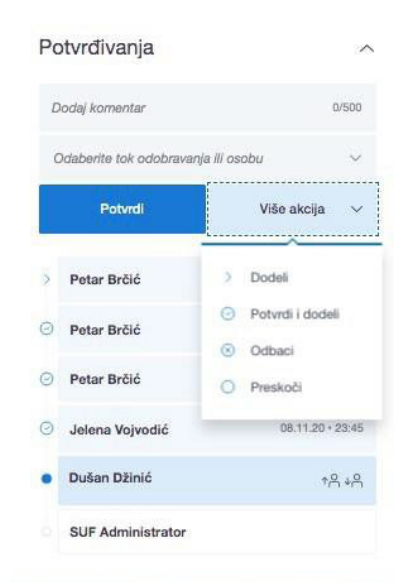 Potvrđivanja
Dodaj komentar 0/500
Odaberite tok odobravanja ili osobu
Potvrdi Više akcija
Petar Brčić Dodeli
Petar Brčić Potvrdi i dodeli
Odbaci
Petar Brčić Preskoči
Jelena Vojvodić 08.11.20 • 23:45
Dušan Džinić
SUF Administrator